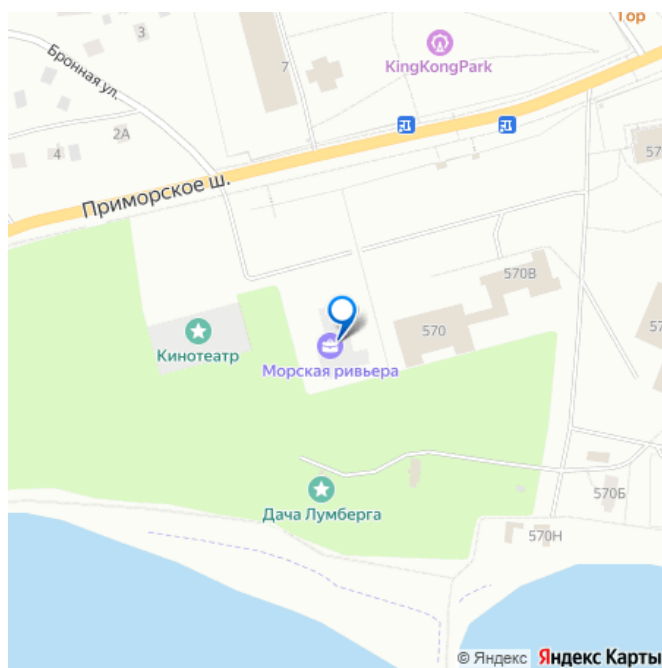 Гор
3
KingKongPark
7
Бронная ул.
2А
4
57
Приморское ш.
570В
570
57
Кинотеатр
Морская ривьера
570Б
Дача Лумберга
570Н
© Яндекс Яндекс Карты